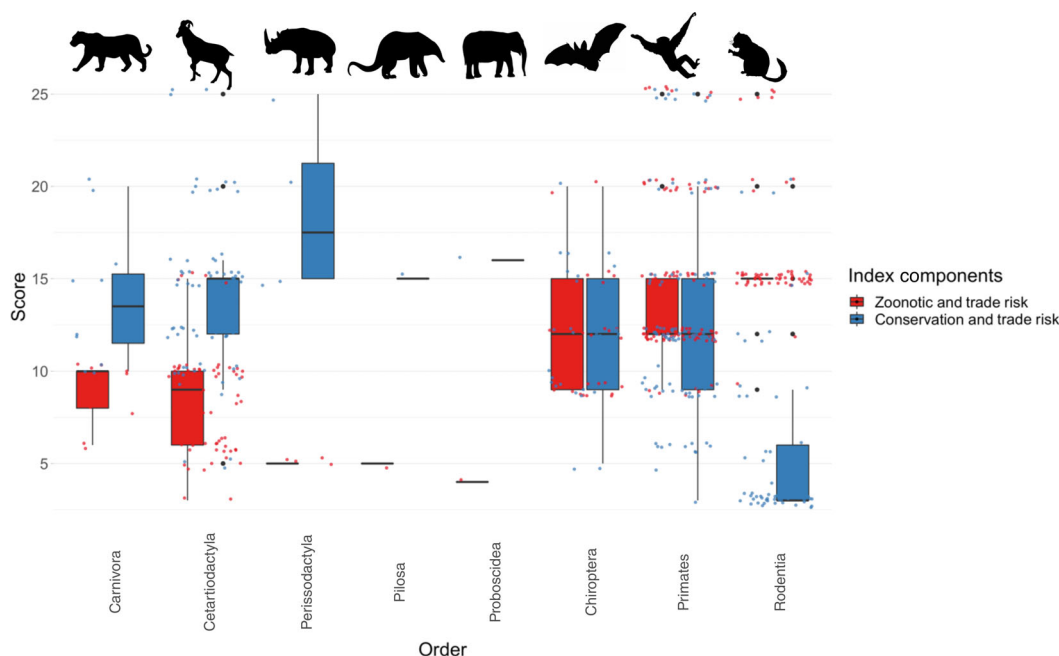 25
20
15
10
5
Score
Carnivora
Cetartiodactyla
Perissodactyla
Pilosa
Proboscidea
Chiroptera
Primates
Rodentia
Order
Index components
Zoonotic and trade risk
Conservation and trade risk